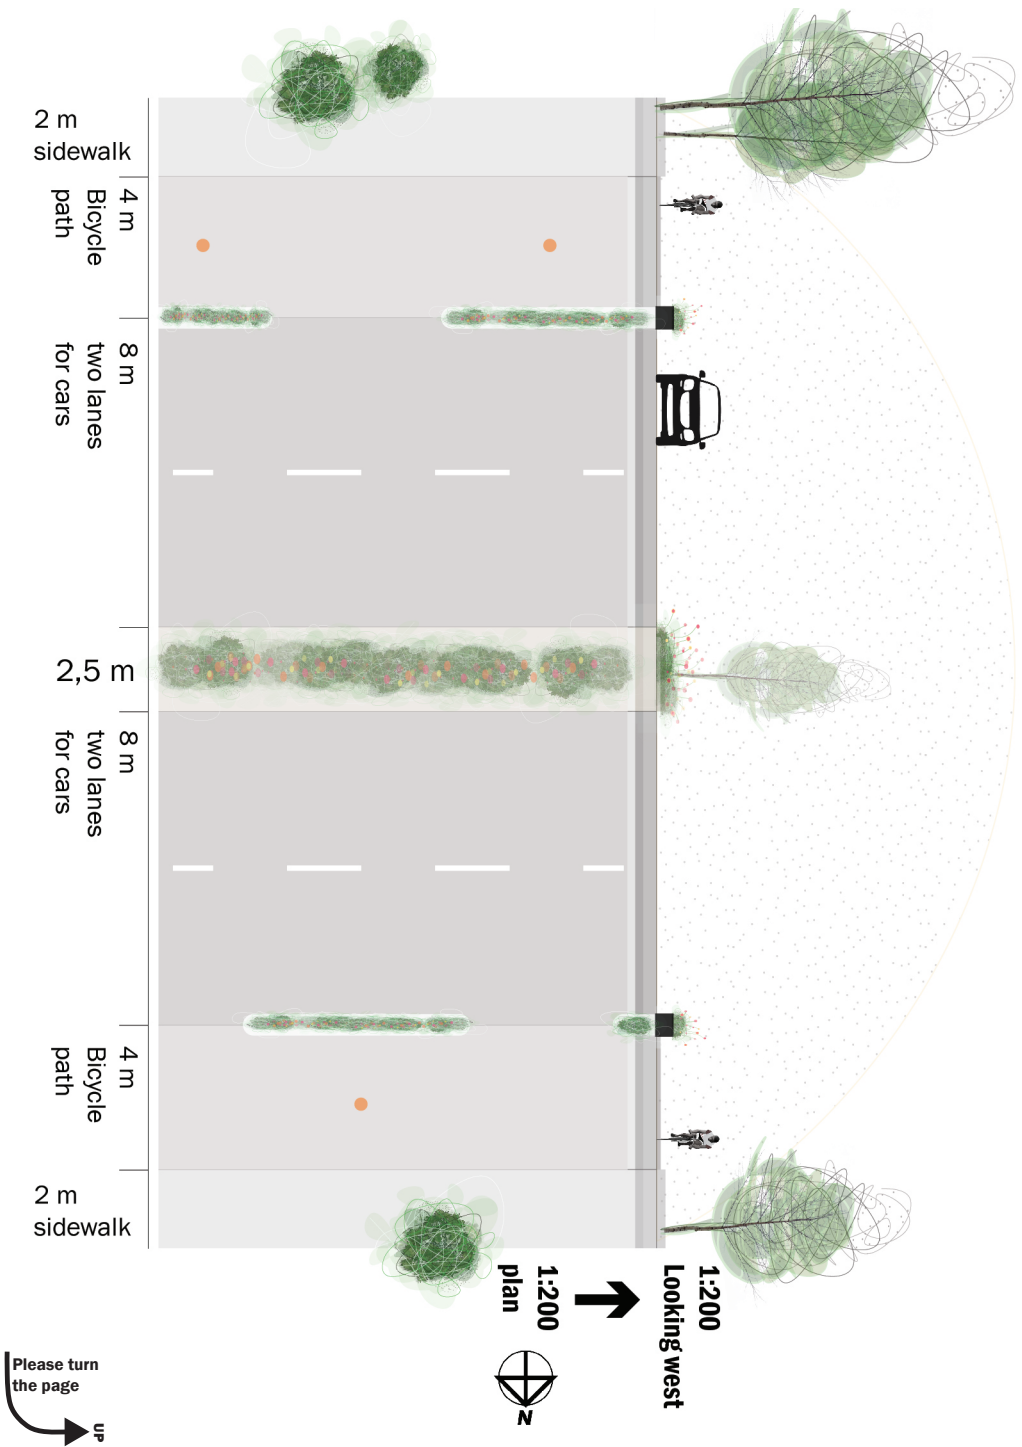 2 m
sidewalk
4 m
Bicycle
path
8 m
two lanes
for cars
2,5 m
8 m
two lanes
for cars
4 m
Bicycle
path
2 m
sidewalk
1:200
plan
1:200
Looking west
N
Please turn
the page
UP